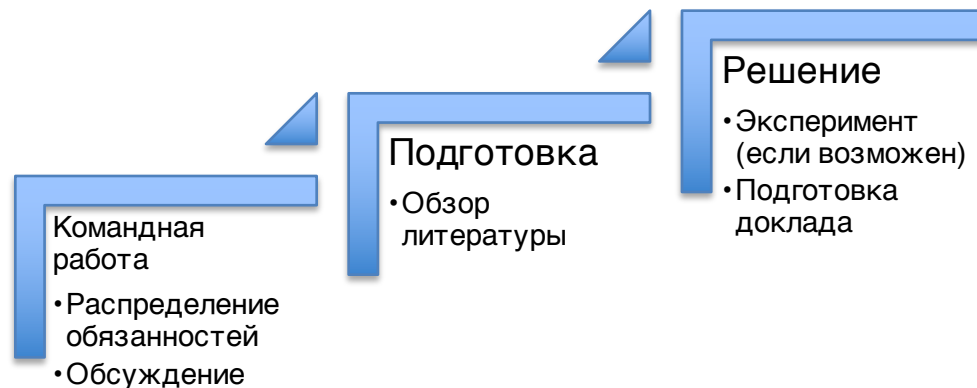 Командная
работа
•Распределение
обязанностей
•Обсуждение
Подготовка
•Обзор
литературы
Решение
•Эксперимент
(если возможен)
•Подготовка
доклада